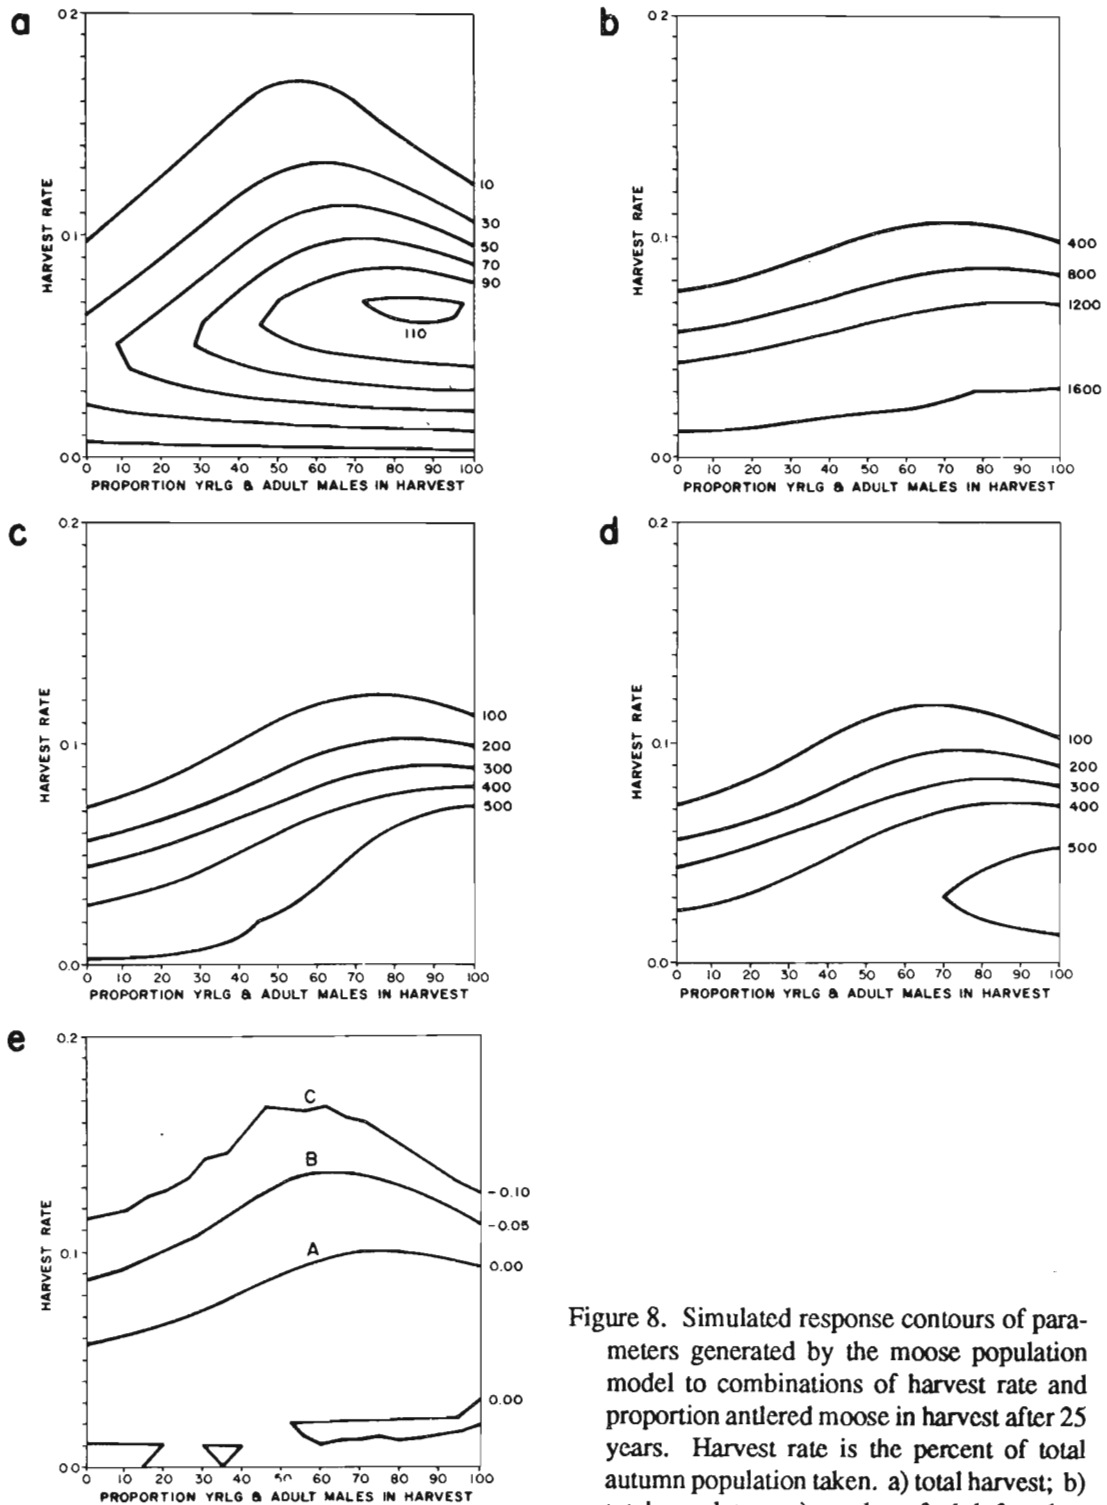 a
0.2
0.1
0.0
HARVEST RATE
10
30
50
70
90
110
0 10 20 30 40 50 60 70 80 90 100
PROPORTION YRLG & ADULT MALES IN HARVEST
b
0.2
0.1
0.0
HARVEST RATE
400
800
1200
1600
0 10 20 30 40 50 60 70 80 90 100
PROPORTION YRLG & ADULT MALES IN HARVEST
c
0.2
0.1
0.0
HARVEST RATE
100
200
300
400
500
0 10 20 30 40 50 60 70 80 90 100
PROPORTION YRLG & ADULT MALES IN HARVEST
d
0.2
0.1
0.0
HARVEST RATE
100
200
300
400
500
0 10 20 30 40 50 60 70 80 90 100
PROPORTION YRLG & ADULT MALES IN HARVEST
e
0.2
0.1
0.0
HARVEST RATE
C
B
A
-0.10
-0.05
0.00
0.00
0 10 20 30 40 50 60 70 80 90 100
PROPORTION YRLG & ADULT MALES IN HARVEST
Figure 8. Simulated response contours of para-
meters generated by the moose population
model to combinations of harvest rate and
proportion antlered moose in harvest after 25
years. Harvest rate is the percent of total
autumn population taken. a) total harvest; b)